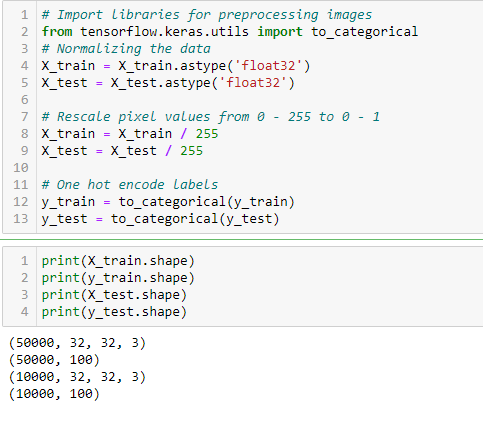 1 # Import libraries for preprocessing images
2 from tensorflow.keras.utils import to_categorical
3 # Normalizing the data
4 X_train = X_train.astype('float32')
5 X_test = X_test.astype('float32')
6
7 # Rescale pixel values from 0 - 255 to 0 - 1
8 X_train = X_train / 255
9 X_test = X_test / 255
10
11 # One hot encode Labels
12 y_train = to_categorical(y_train)
13 y_test = to_categorical(y_test)
1 print(X_train.shape)
2 print(y_train.shape)
3 print(X_test.shape)
4 print(y_test.shape)
(50000, 32, 32, 3)
(50000, 100)
(10000, 32, 32, 3)
(10000, 100)